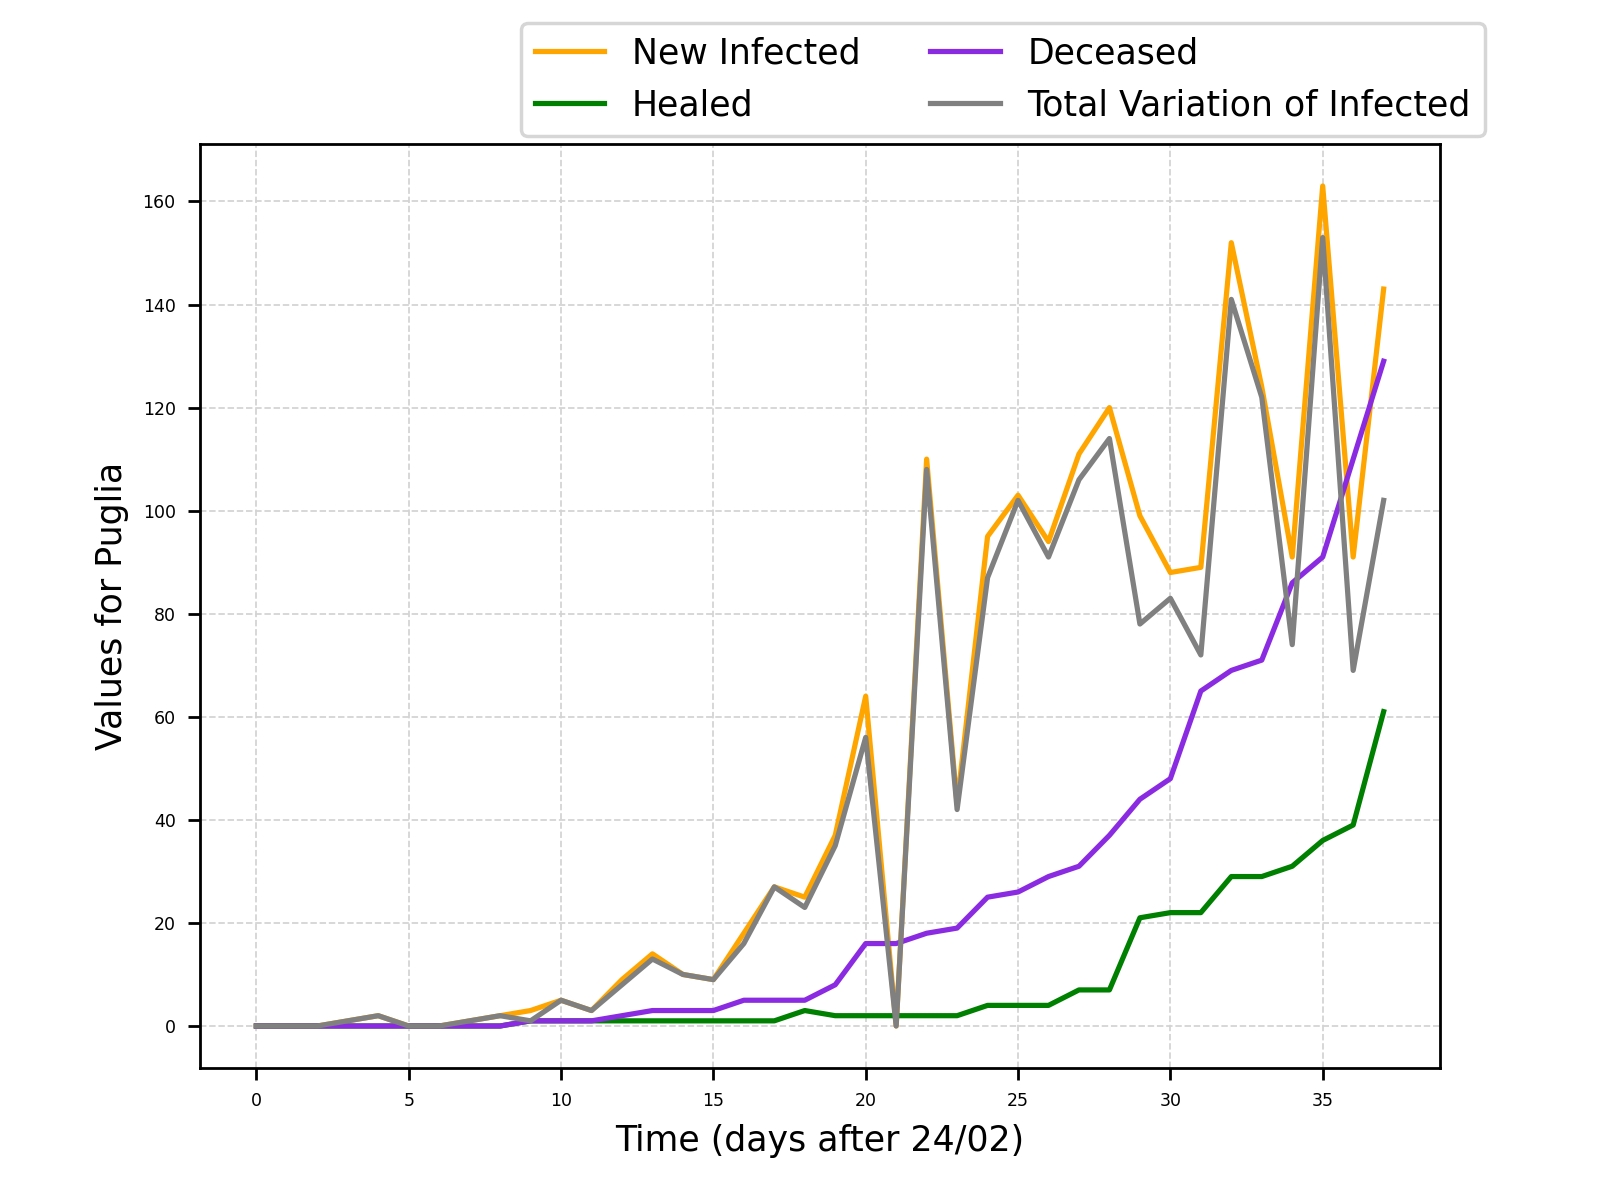 New Infected
Healed
Deceased
Total Variation of Infected
160
140
120
100
80
60
40
20
0
Values for Puglia
0 5 10 15 20 25 30 35
Time (days after 24/02)